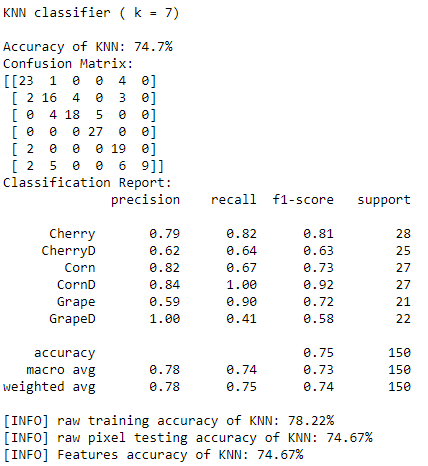 KNN classifier ( k = 7)
Accuracy of KNN: 74.7%
Confusion Matrix:
[[23  1  0  0  4  0]
 [ 2 16  4  0  3  0]
 [ 0  4 18  5  0  0]
 [ 0  0  0 27  0  0]
 [ 2  0  0  0 19  0]
 [ 2  5  0  0  6  9]]
Classification Report:
              precision    recall  f1-score   support
      Cherry       0.79      0.82      0.81        28
     CherryD       0.62      0.64      0.63        25
        Corn       0.82      0.67      0.73        27
       CornD       0.84      1.00      0.92        27
       Grape       0.59      0.90      0.72        21
      GrapeD       1.00      0.41      0.58        22
    accuracy                           0.75       150
   macro avg       0.78      0.74      0.73       150
weighted avg       0.78      0.75      0.74       150
[INFO] raw training accuracy of KNN: 78.22%
[INFO] raw pixel testing accuracy of KNN: 74.67%
[INFO] Features accuracy of KNN: 74.67%